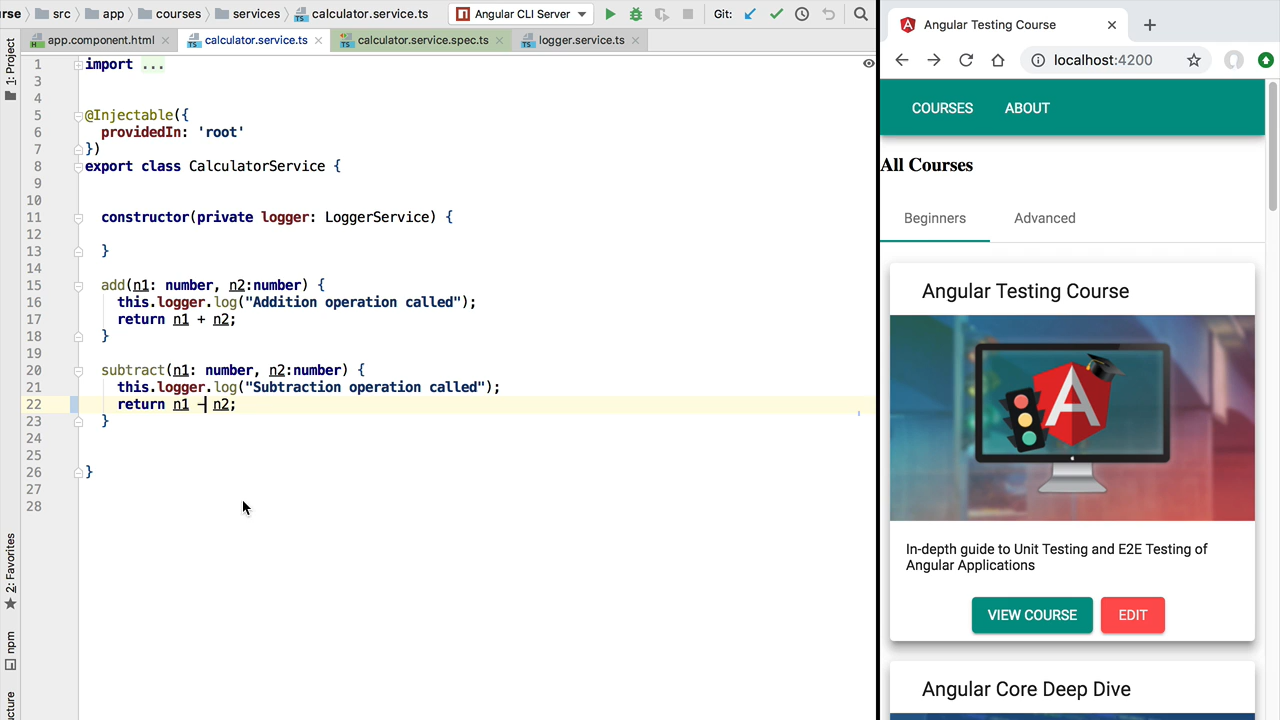 rse src app courses services calculator.service.ts Angular CLI Server Git:
app.component.html calculator.service.ts calculator.service.spec.ts logger.service.ts
1: Project
2: Favorites
npm
ucture
1 import ...
3
4
5 @Injectable({
6 providedIn: 'root'
7 })
8 export class CalculatorService {
9
10
11 constructor(private logger: LoggerService) {
12
13 }
14
15 add(n1: number, n2:number) {
16 this.logger.log("Addition operation called");
17 return n1 + n2;
18 }
19
20 subtract(n1: number, n2:number) {
21 this.logger.log("Subtraction operation called");
22 return n1 - n2;
23 }
24
25
26 }
27
28
Angular Testing Course
localhost:4200
COURSES ABOUT
All Courses
Beginners Advanced
Angular Testing Course
In-depth guide to Unit Testing and E2E Testing of
Angular Applications
VIEW COURSE EDIT
Angular Core Deep Dive